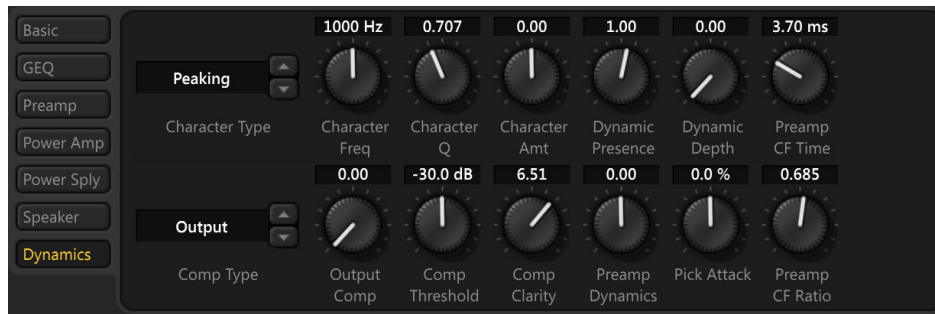 Basic
GEQ
Preamp
Power Amp
Power Sply
Speaker
Dynamics
1000 Hz 0.707 0.00 1.00 0.00 3.70 ms
Peaking
Character Type Character Character Character Dynamic Dynamic Preamp
Freq Q Amt Presence Depth CF Time
0.00 -30.0 dB 6.51 0.00 0.0 % 0.685
Output
Comp Type Output Comp Comp Preamp Pick Attack Preamp
Comp Threshold Clarity Dynamics CF Ratio